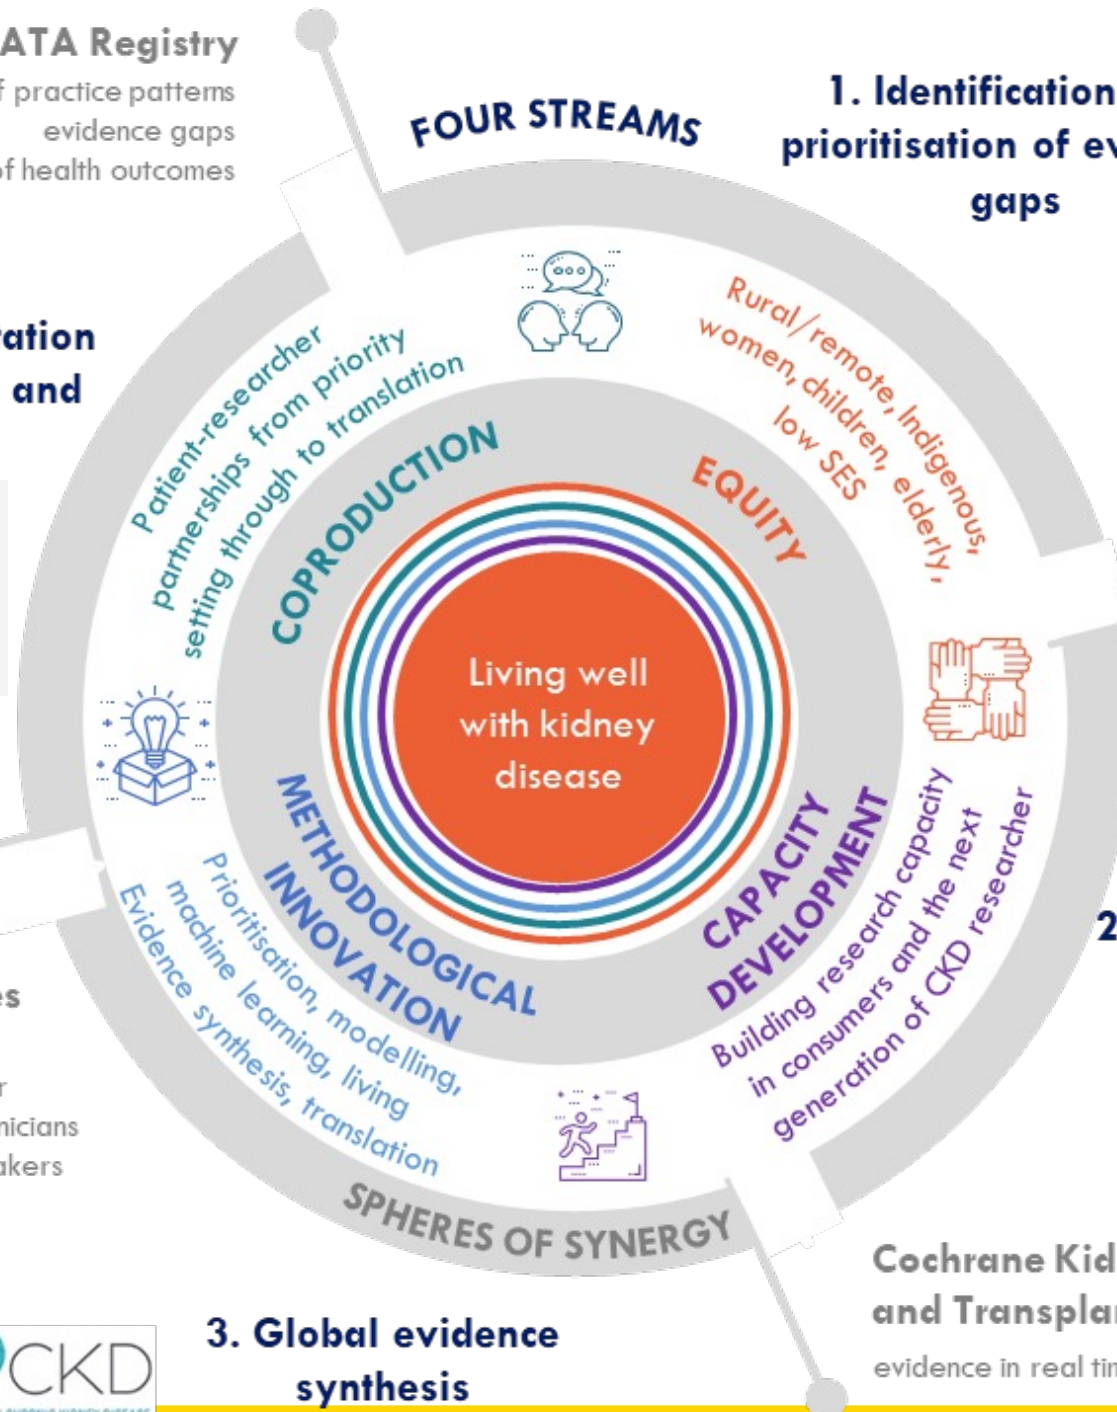 ATA Registry
f practice patterns
evidence gaps
of health outcomes
FOUR STREAMS
1. Identification
prioritisation of ev
gaps
ration
and
Patient-researcher
partnerships from priority
setting through to translation
COPRODUCTION
Rural/remote, Indigenous,
women, children, elderly,
low SES
EQUITY
Living well
with kidney
disease
METHODOLOGICAL
INNOVATION
Prioritisation, modelling,
machine learning, living
Evidence synthesis, translation
CAPACITY
DEVELOPMENT
Building research capacity
in consumers and the next
generation of CKD researcher
2
es
r
nicians
akers
SPHERES OF SYNERGY
Cochrane Kid
and Transplan
evidence in real tim
3. Global evidence
synthesis
CKD